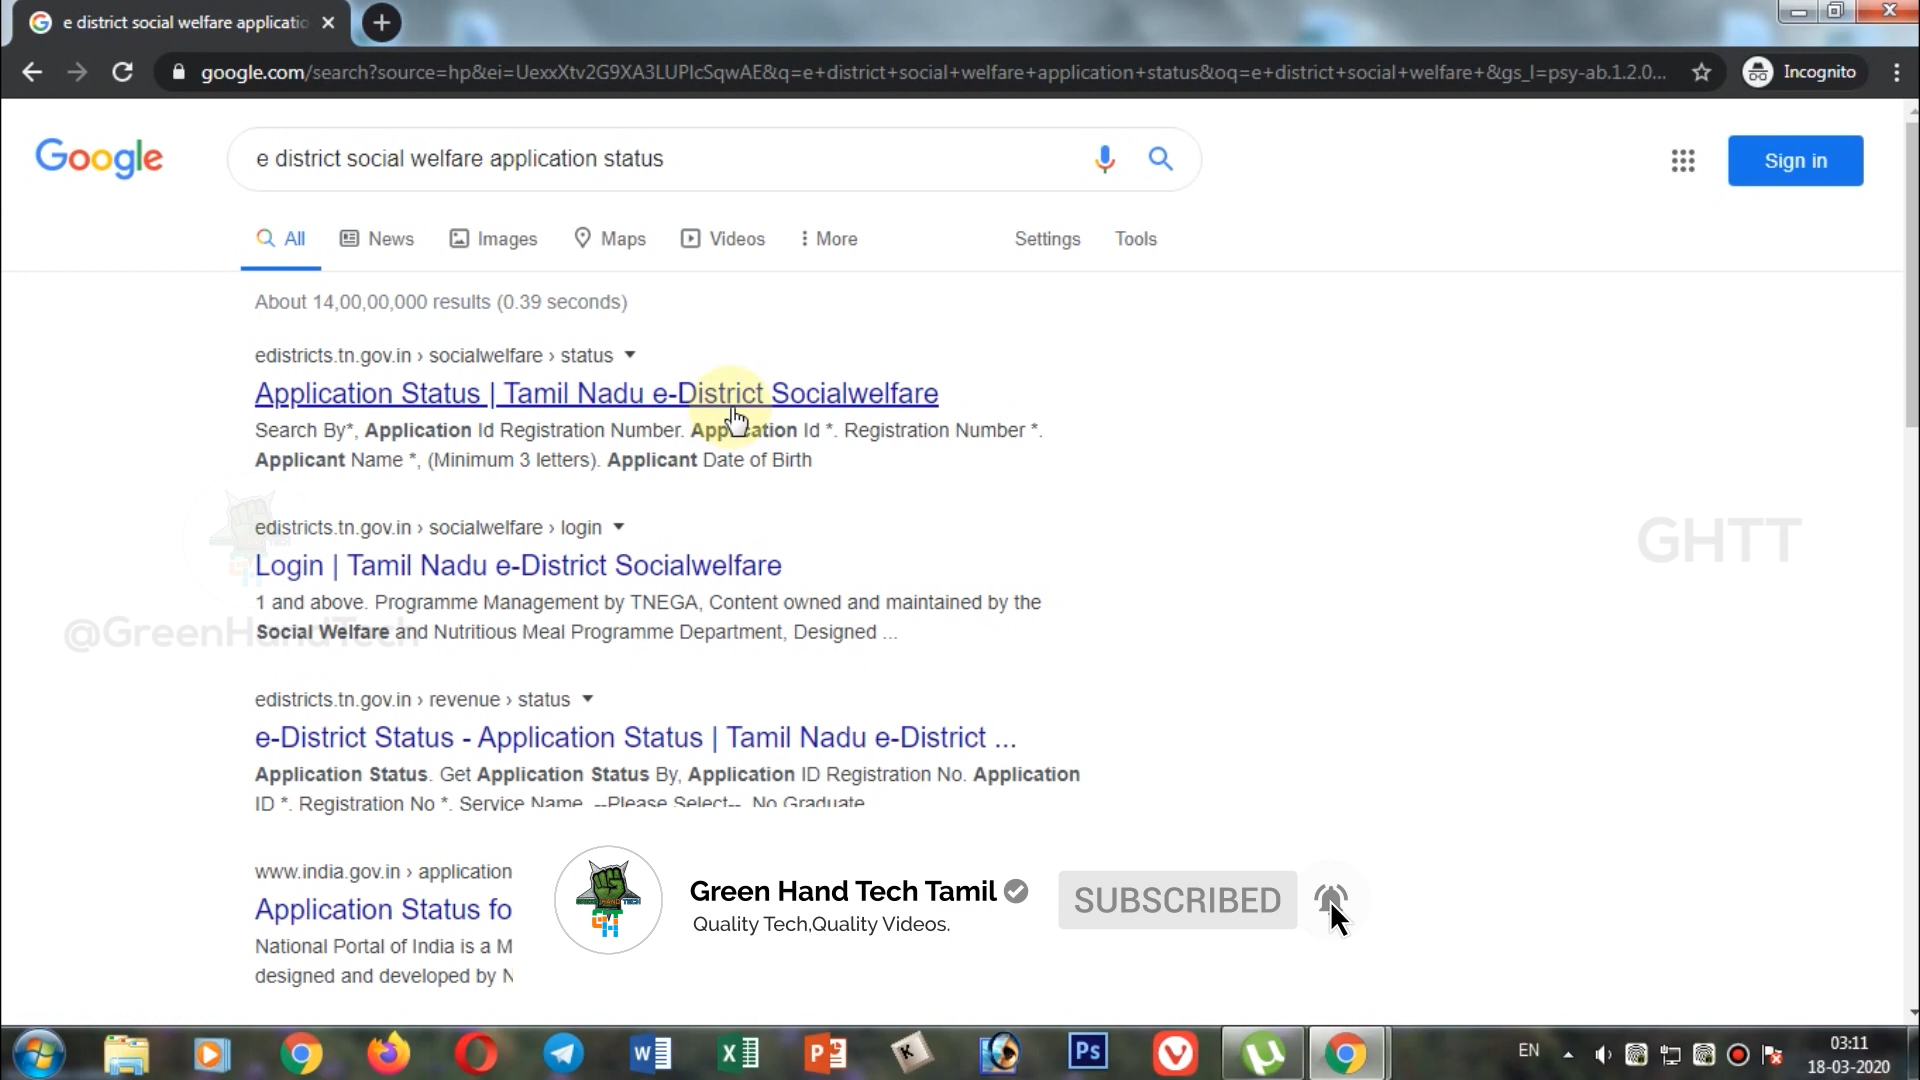 e district social welfare applicatio
google.com/search?source=hp&ei=UexxXtv2G9XA3LUPIcSqwAE&q=e+district+social+welfare+application+status&oq=e+district+social+welfare+&gs_l=psy-ab.1.2.0...
Incognito
Google
e district social welfare application status
Sign in
All
News
Images
Maps
Videos
More
Settings
Tools
About 14,00,00,000 results (0.39 seconds)
edistricts.tn.gov.in › socialwelfare › status
Application Status | Tamil Nadu e-District Socialwelfare
Search By*, Application Id Registration Number. Application Id *. Registration Number *.
Applicant Name *, (Minimum 3 letters). Applicant Date of Birth
edistricts.tn.gov.in › socialwelfare › login
GHTT
Login | Tamil Nadu e-District Socialwelfare
1 and above. Programme Management by TNEGA, Content owned and maintained by the
@GreenHandTech
Social Welfare and Nutritious Meal Programme Department, Designed ...
edistricts.tn.gov.in › revenue › status
e-District Status - Application Status | Tamil Nadu e-District ...
Application Status. Get Application Status By, Application ID Registration No. Application
ID *. Registration No *. Service Name. --Please Select--. No Graduate
www.india.gov.in › application
Application Status fo
National Portal of India is a M
designed and developed by N
Green Hand Tech Tamil
Quality Tech,Quality Videos.
SUBSCRIBED
EN
03:11
18-03-2020